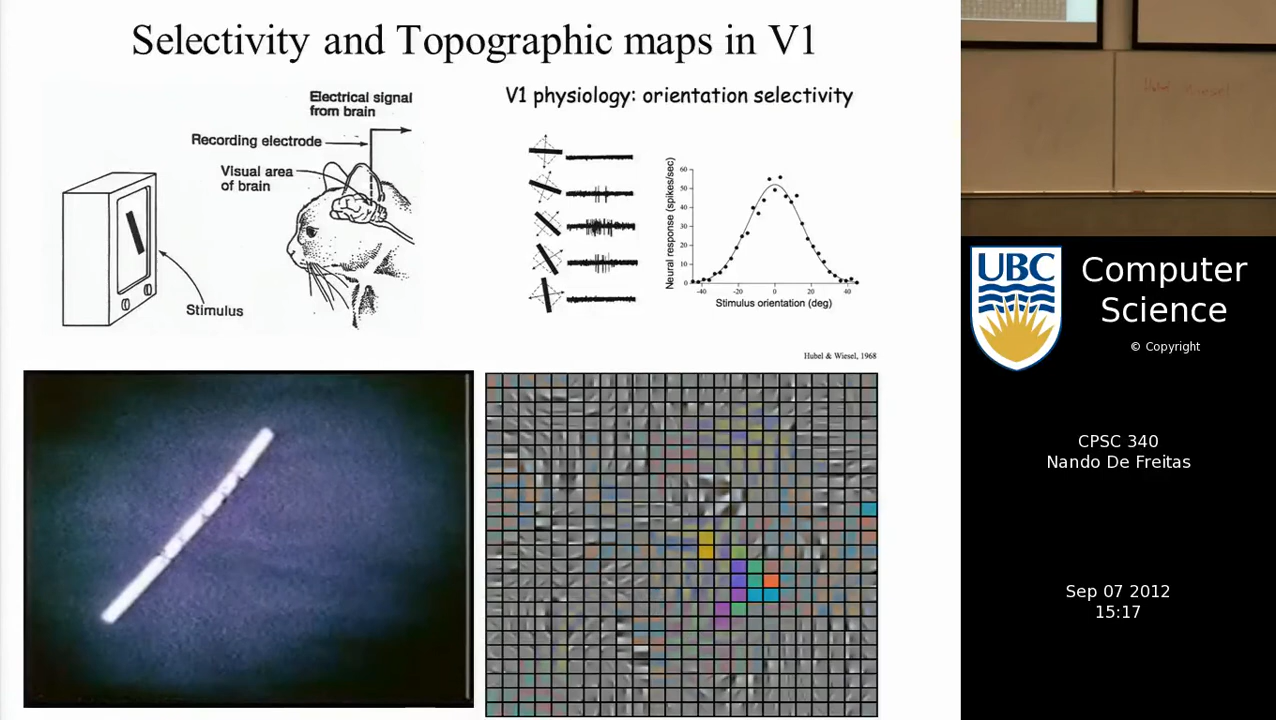 Selectivity and Topographic maps in V1
Electrical signal
from brain
Recording electrode
Visual area
of brain
Stimulus
V1 physiology: orientation selectivity
Neural response (spikes/sec)
60
50
40
30
20
10
0
-40
-20
0
20
40
Stimulus orientation (deg)
Hubel & Wiesel, 1968
Hubel Wiesel
UBC
Computer
Science
© Copyright
CPSC 340
Nando De Freitas
Sep 07 2012
15:17